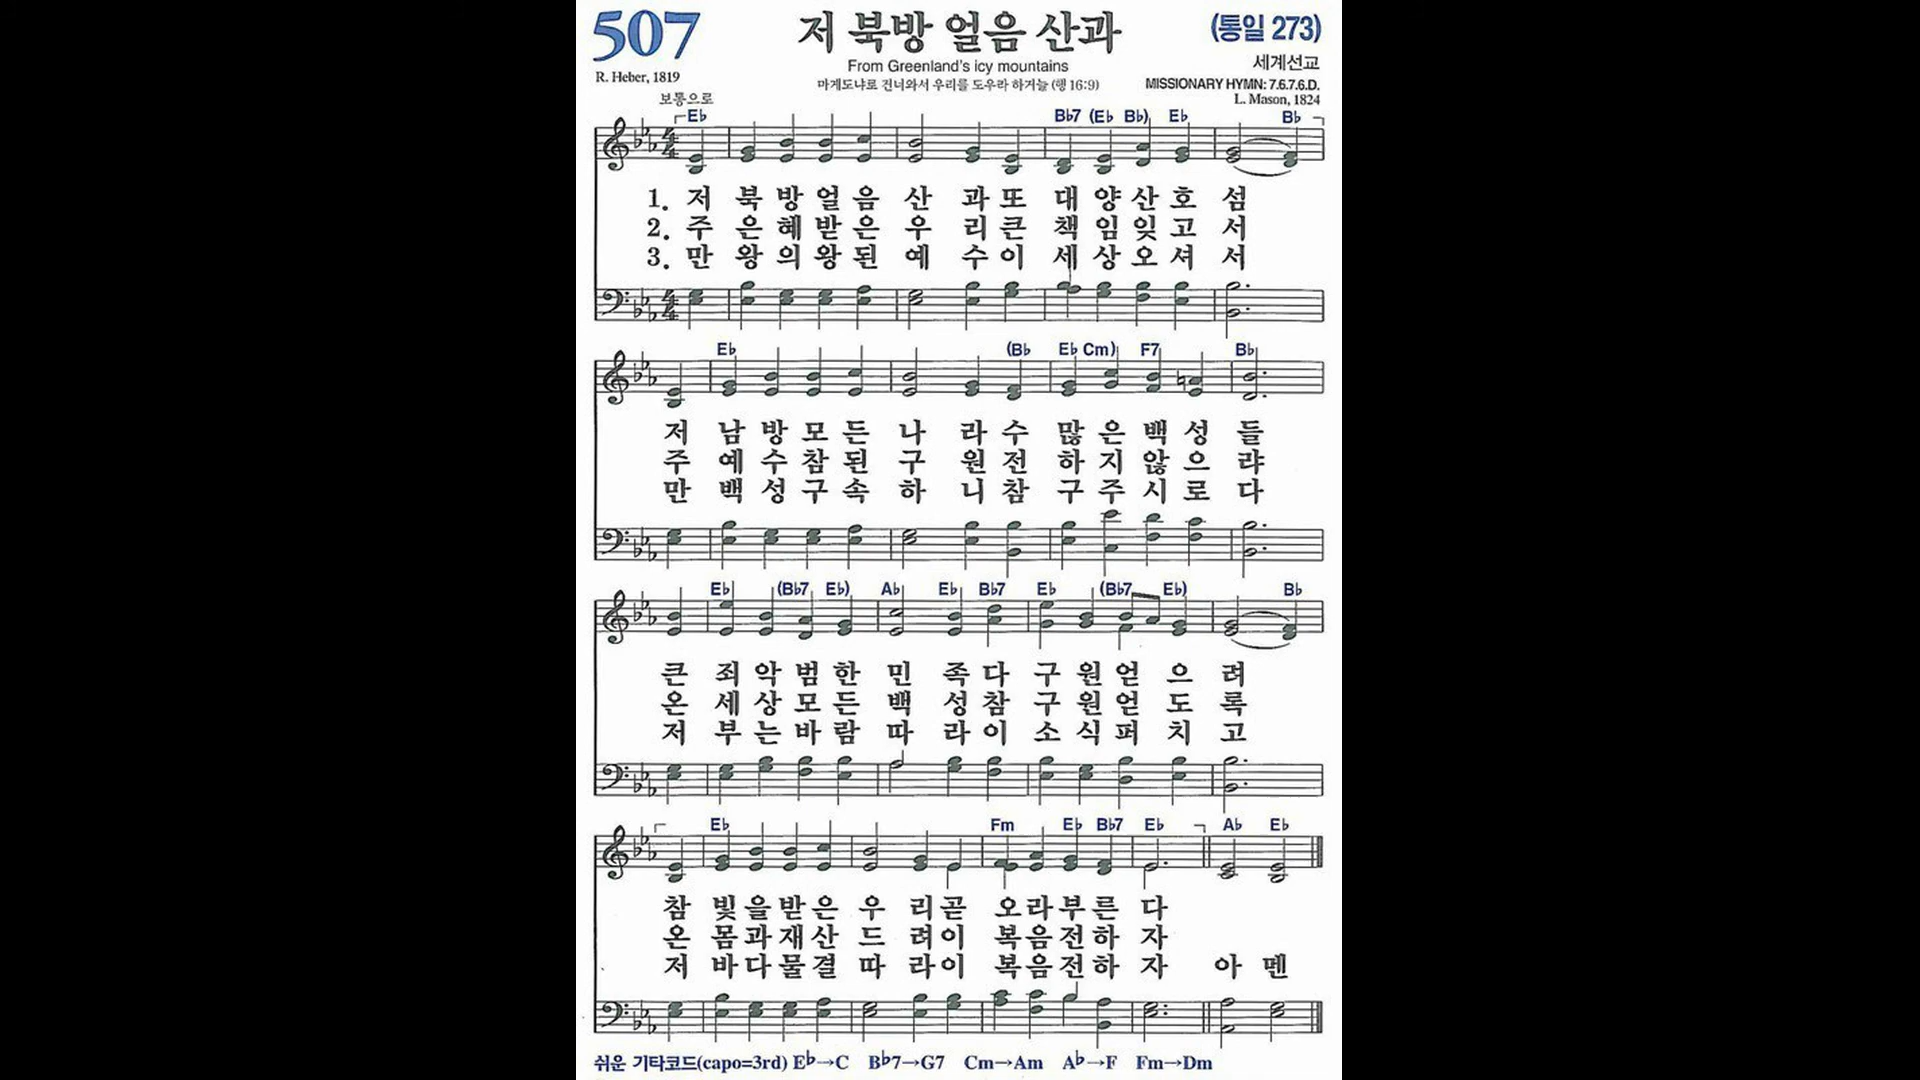 507
저 북방 얼음 산과
(통일 273)
From Greenland's icy mountains
세계선교
R. Heber, 1819
마게도냐로 건너와서 우리를 도우라 하거늘 (행 16:9)
MISSIONARY HYMN: 7.6.7.6.D.
보통으로
L. Mason, 1824
E♭ B♭7 (E♭ B♭) E♭ B♭
1. 저 북 방 얼 음 산 과 또 대 양 산 호 섬
2. 주 은 혜 받 은 우 리 큰 책 임 잊 고 서
3. 만 왕 의 왕 된 예 수 이 세 상 오 셔 서
E♭ (B♭ E♭ Cm) F7 B♭
저 남 방 모 든 나 라 수 많 은 백 성 들
주 예 수 참 된 구 원 전 하 지 않 으 랴
만 백 성 구 속 하 니 참 구 주 시 로 다
E♭ (B♭7 E♭) A♭ E♭ B♭7 E♭ (B♭7 E♭) B♭
큰 죄 악 범 한 민 족 다 구 원 얻 으 려
온 세 상 모 든 백 성 참 구 원 얻 도 록
저 부 는 바 람 따 라 이 소 식 퍼 치 고
E♭ Fm E♭ B♭7 E♭ A♭ E♭
참 빛 을 받 은 우 리 곧 오 라 부 른 다
온 몸 과 재 산 드 려 이 복 음 전 하 자
저 바 다 물 결 따 라 이 복 음 전 하 자 아 멘
쉬운 기타코드(capo=3rd) E♭→C B♭7→G7 Cm→Am A♭→F Fm→Dm